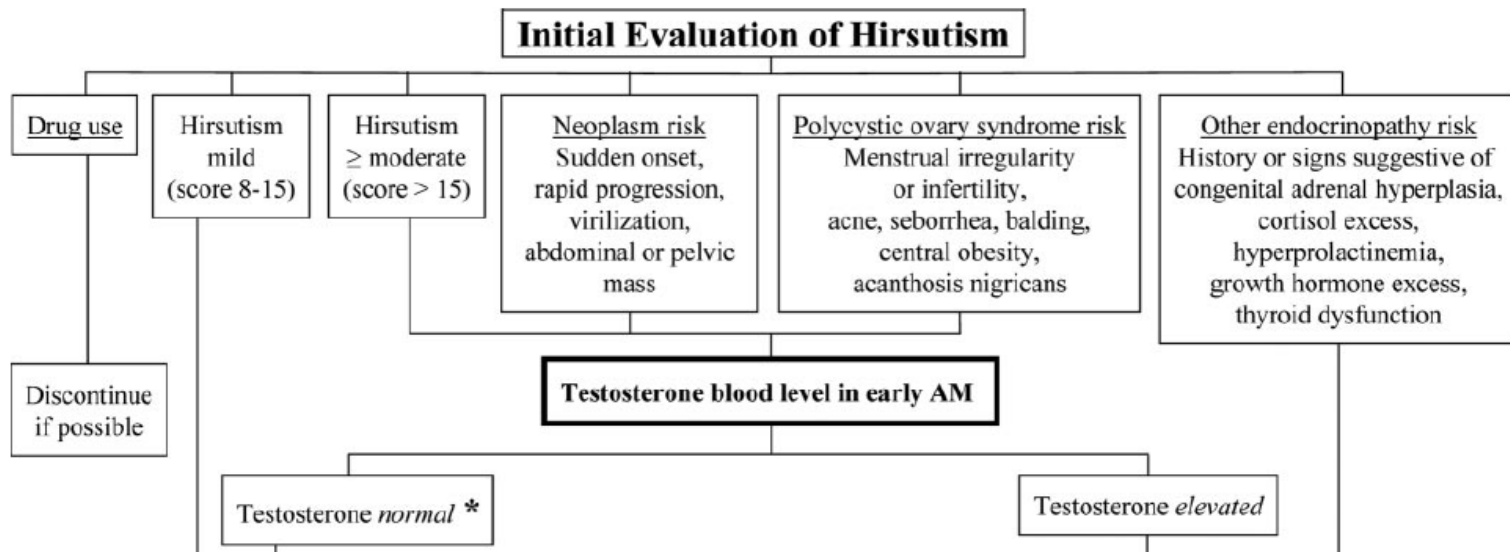 Initial Evaluation of Hirsutism
Drug use
Hirsutism
mild
(score 8-15)
Hirsutism
≥ moderate
(score > 15)
Neoplasm risk
Sudden onset,
rapid progression,
virilization,
abdominal or pelvic
mass
Polycystic ovary syndrome risk
Menstrual irregularity
or infertility,
acne, seborrhea, balding,
central obesity,
acanthosis nigricans
Other endocrinopathy risk
History or signs suggestive of
congenital adrenal hyperplasia,
cortisol excess,
hyperprolactinemia,
growth hormone excess,
thyroid dysfunction
Discontinue
if possible
Testosterone blood level in early AM
Testosterone normal *
Testosterone elevated